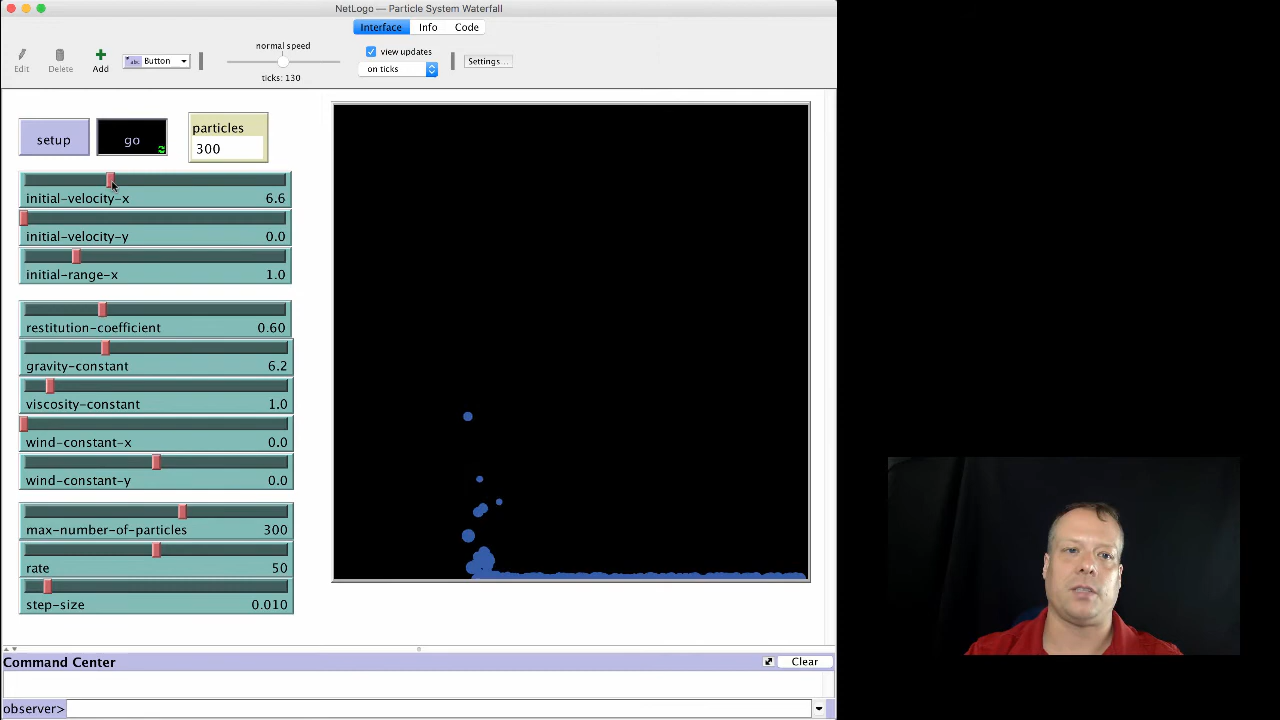 NetLogo — Particle System Waterfall
Interface Info Code
Edit Delete Add abc Button normal speed ticks: 130 view updates on ticks Settings...
setup go particles 300
initial-velocity-x 6.6
initial-velocity-y 0.0
initial-range-x 1.0
restitution-coefficient 0.60
gravity-constant 6.2
viscosity-constant 1.0
wind-constant-x 0.0
wind-constant-y 0.0
max-number-of-particles 300
rate 50
step-size 0.010
Command Center Clear
observer>